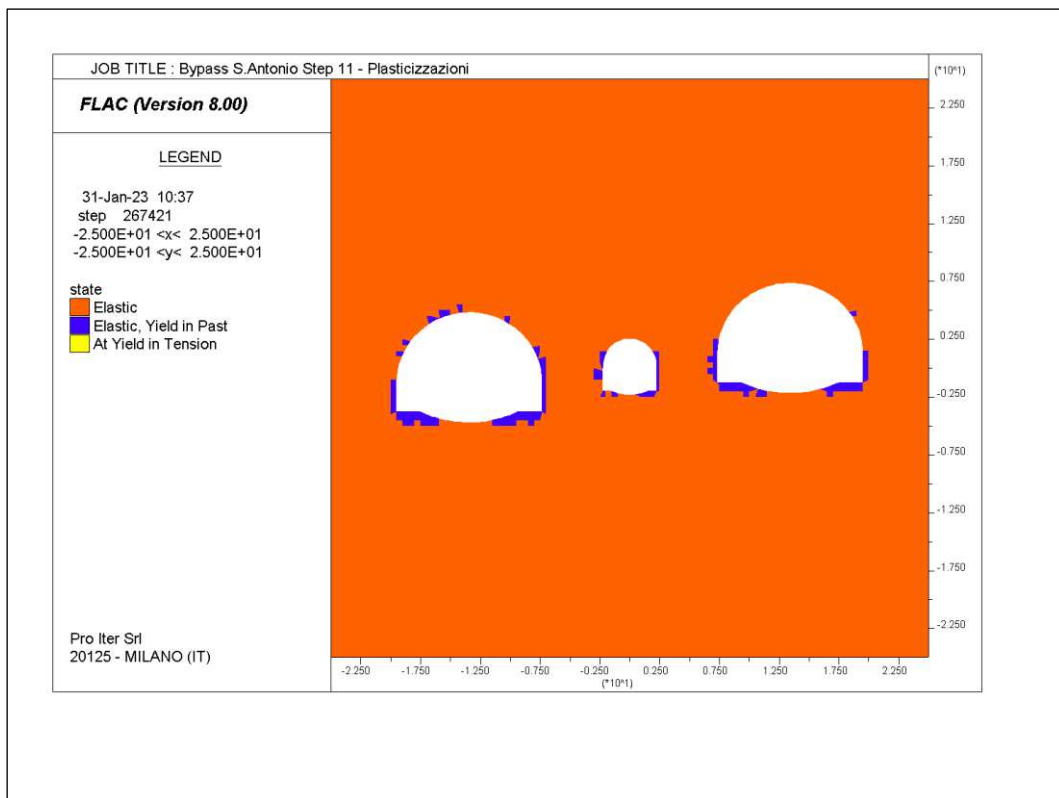 JOB TITLE : Bypass S.Antonio Step 11 - Plasticizzazioni
FLAC (Version 8.00)
LEGEND
31-Jan-23 10:37
step 267421
-2.500E+01 <x< 2.500E+01
-2.500E+01 <y< 2.500E+01
state
Elastic
Elastic, Yield in Past
At Yield in Tension
Pro Iter Srl
20125 - MILANO (IT)
(*10^1)
2.250
1.750
1.250
0.750
0.250
-0.250
-0.750
-1.250
-1.750
-2.250
-2.250 -1.750 -1.250 -0.750 -0.250 0.250 0.750 1.250 1.750 2.250
(*10^1)